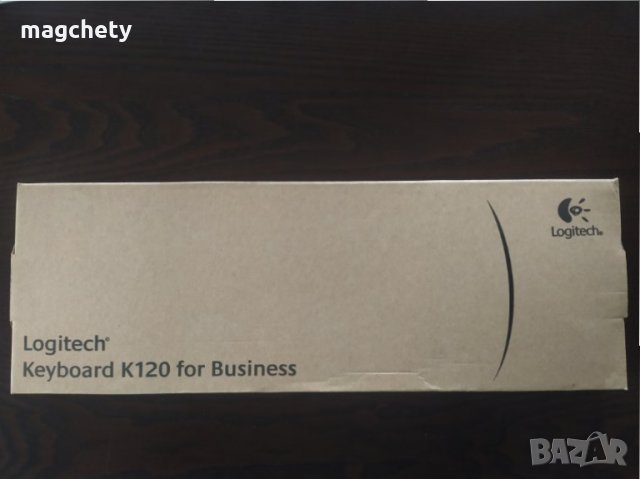 magchety
Logitech®
Logitech®
Keyboard K120 for Business
BAZAR